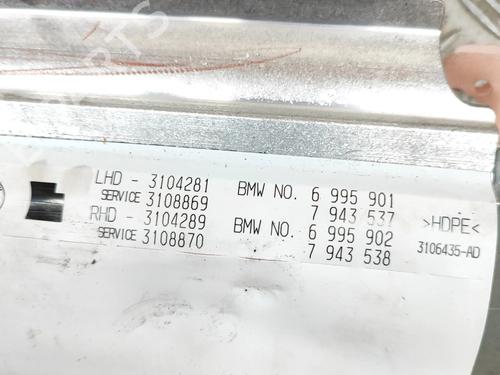 LHD - 3104281 BMW NO. 6 995 901
SERVICE 3108869 7 943 537 >HDPE<
RHD - 3104289 BMW NO. 6 995 902 3106435-AD
SERVICE 3108870 7 943 538